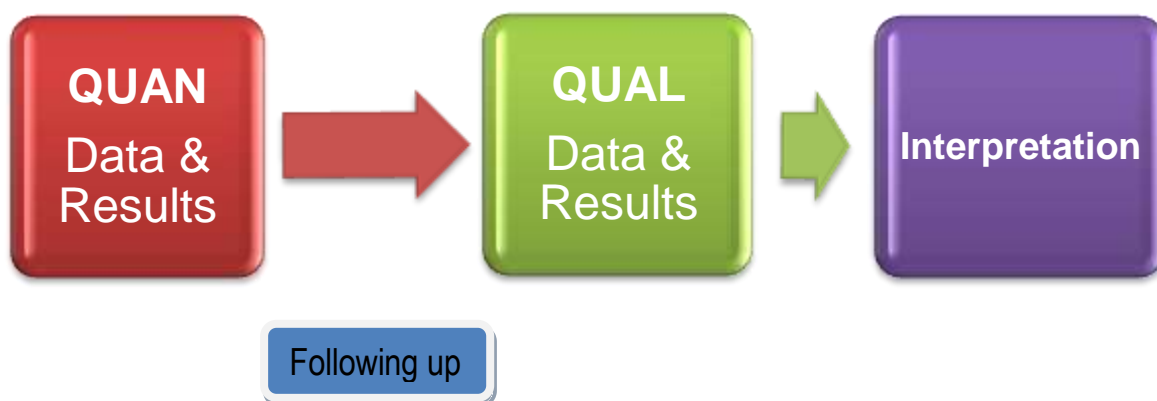 QUAN
Data &
Results
QUAL
Data &
Results
Interpretation
Following up